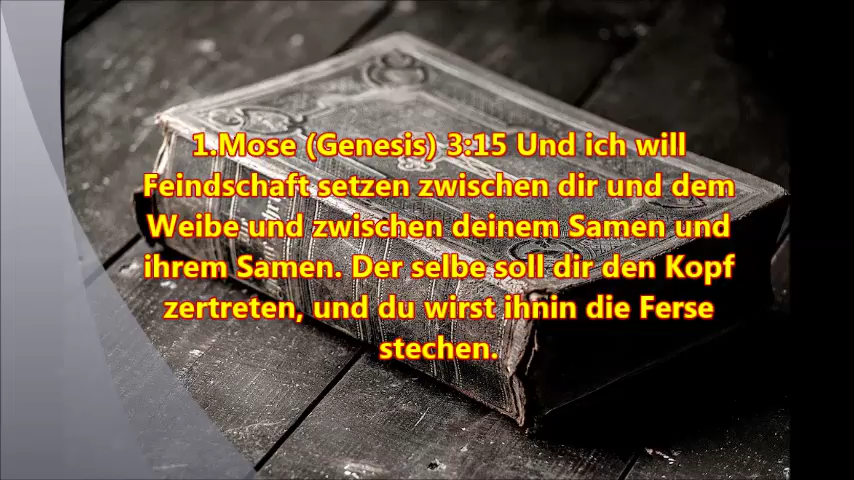 1.Mose (Genesis) 3:15 Und ich will
Feindschaft setzen zwischen dir und dem
Weibe und zwischen deinem Samen und
ihrem Samen. Der selbe soll dir den Kopf
zertreten, und du wirst ihnin die Ferse
stechen.